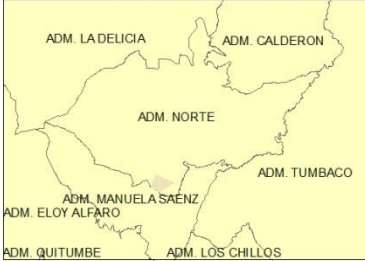 ADM. LA DELICIA
ADM. CALDERON
ADM. NORTE
ADM. TUMBACO
ADM. MANUELA SAENZ
ADM. ELOY ALFARO
ADM. QUITUMBE
ADM. LOS CHILLOS